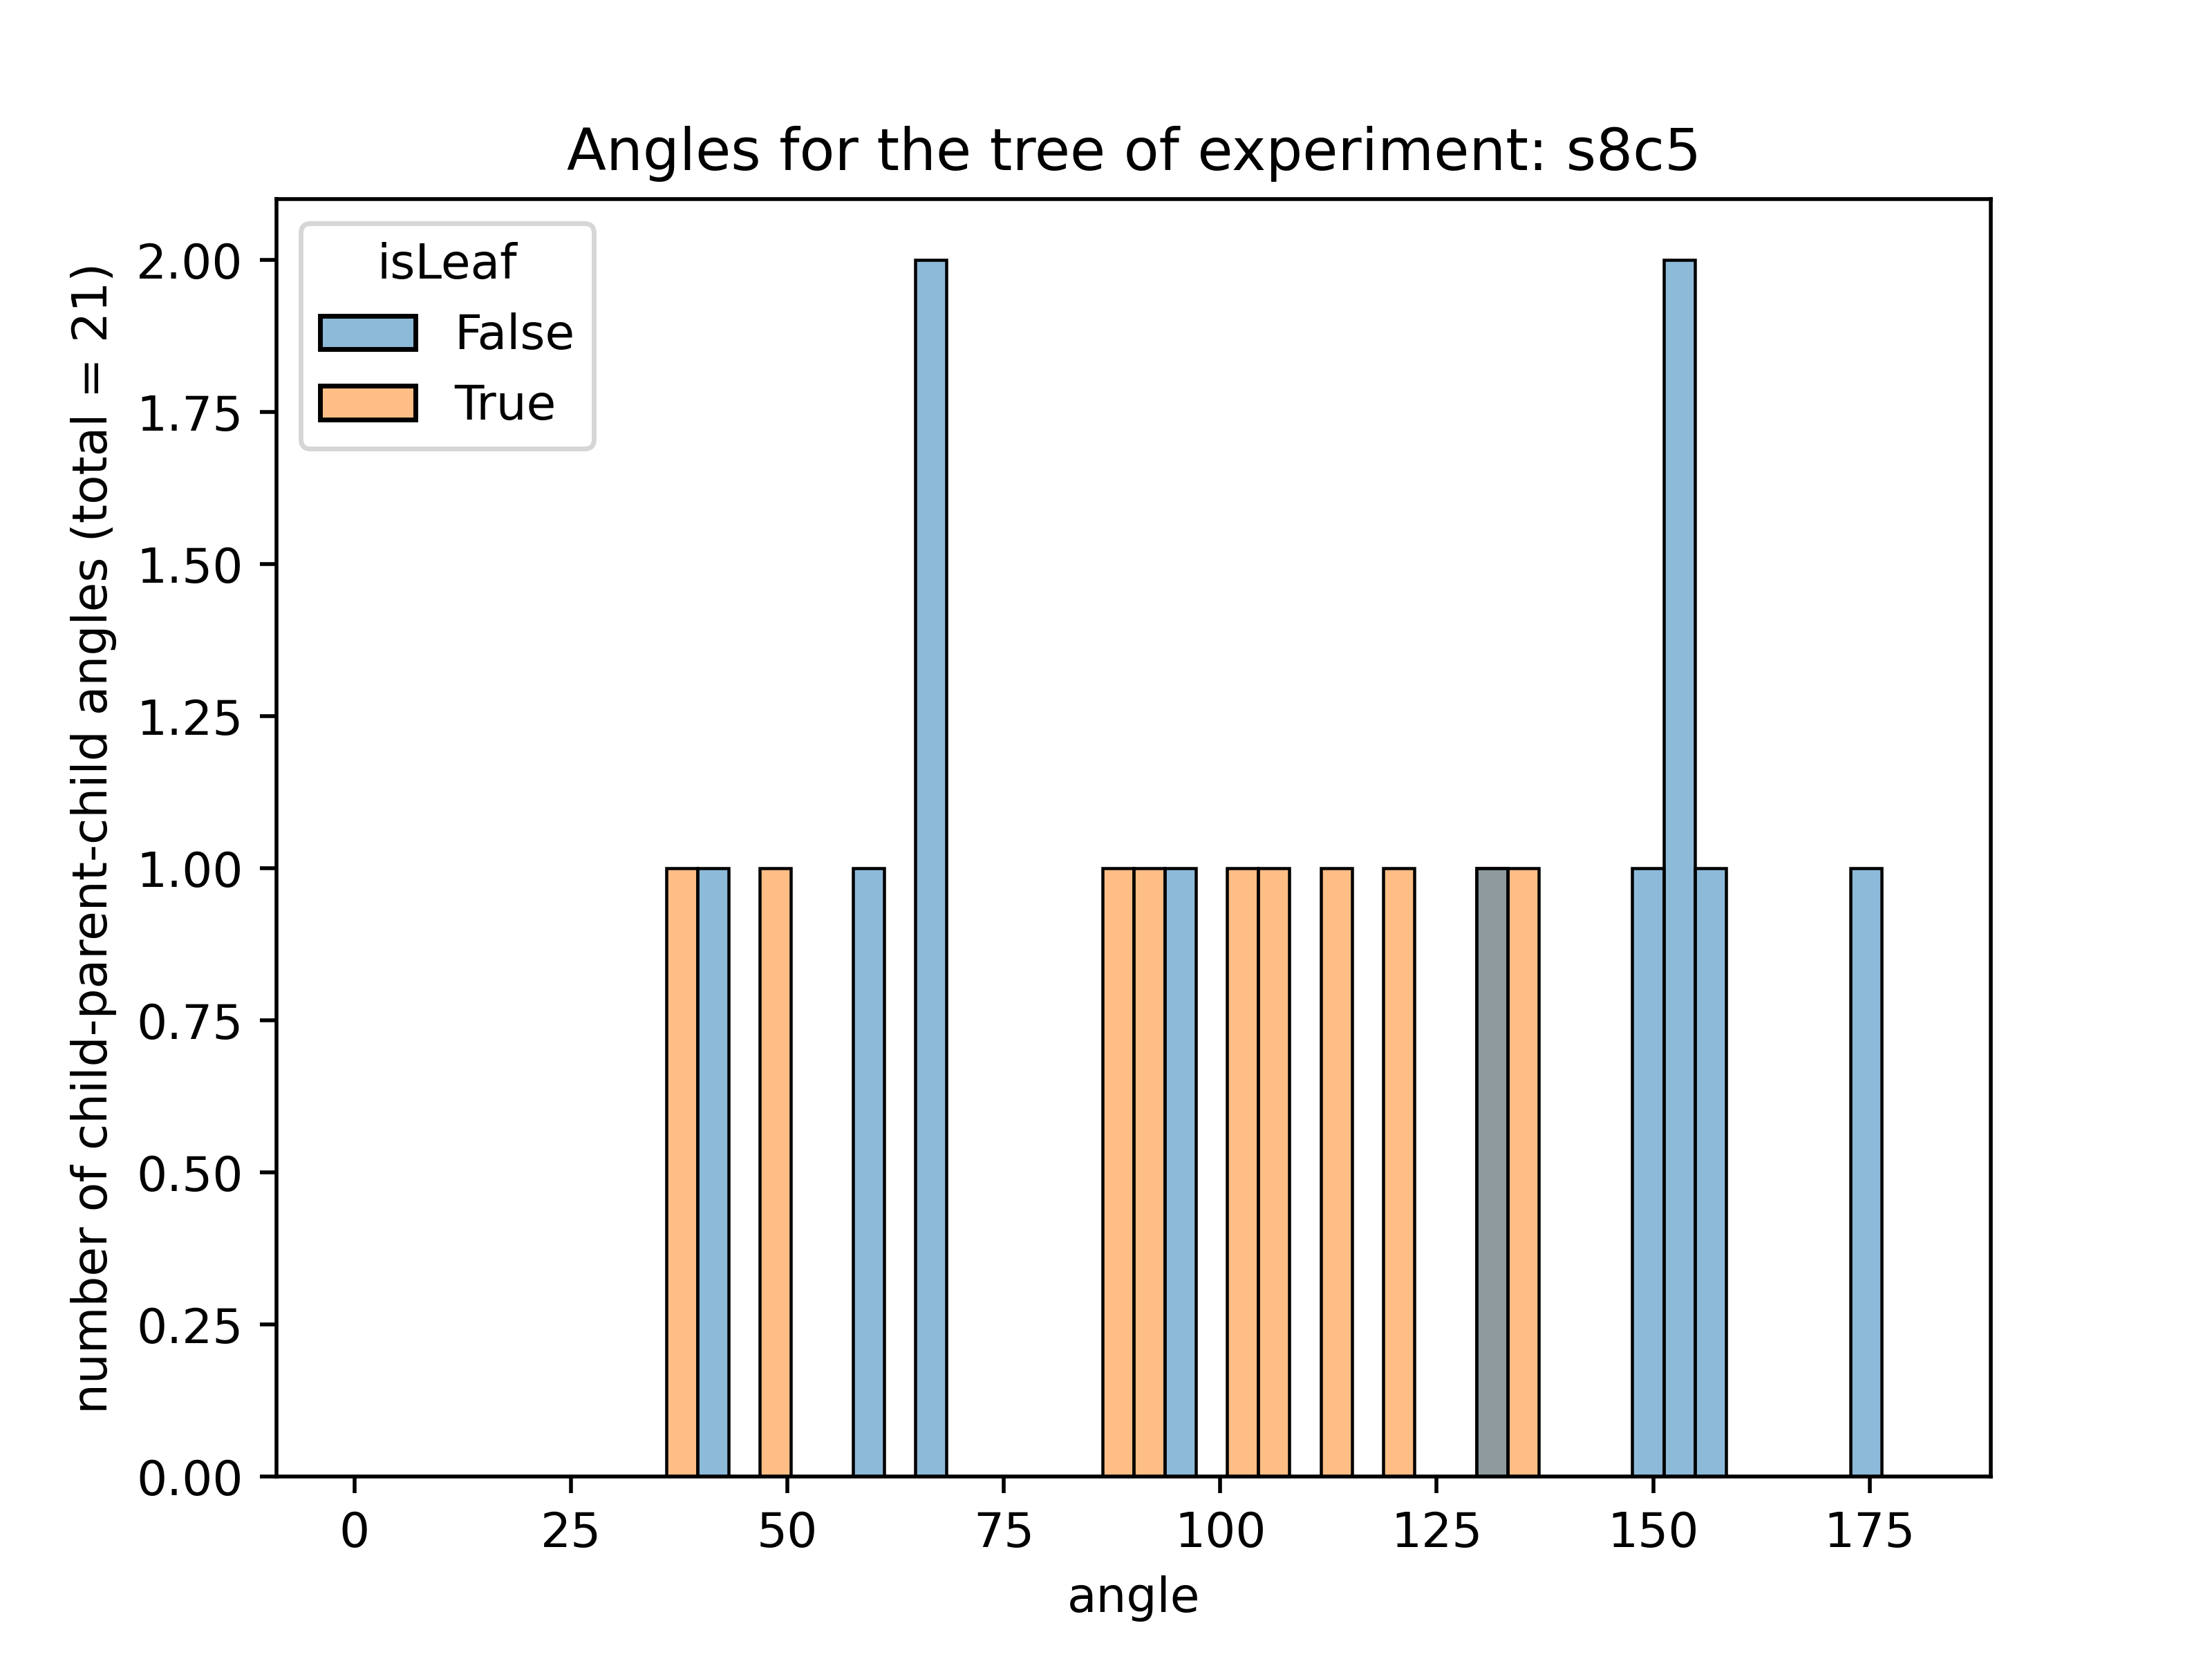 Angles for the tree of experiment: s8c5
number of child-parent-child angles (total = 21)
2.00
1.75
1.50
1.25
1.00
0.75
0.50
0.25
0.00
isLeaf
False
True
0 25 50 75 100 125 150 175
angle